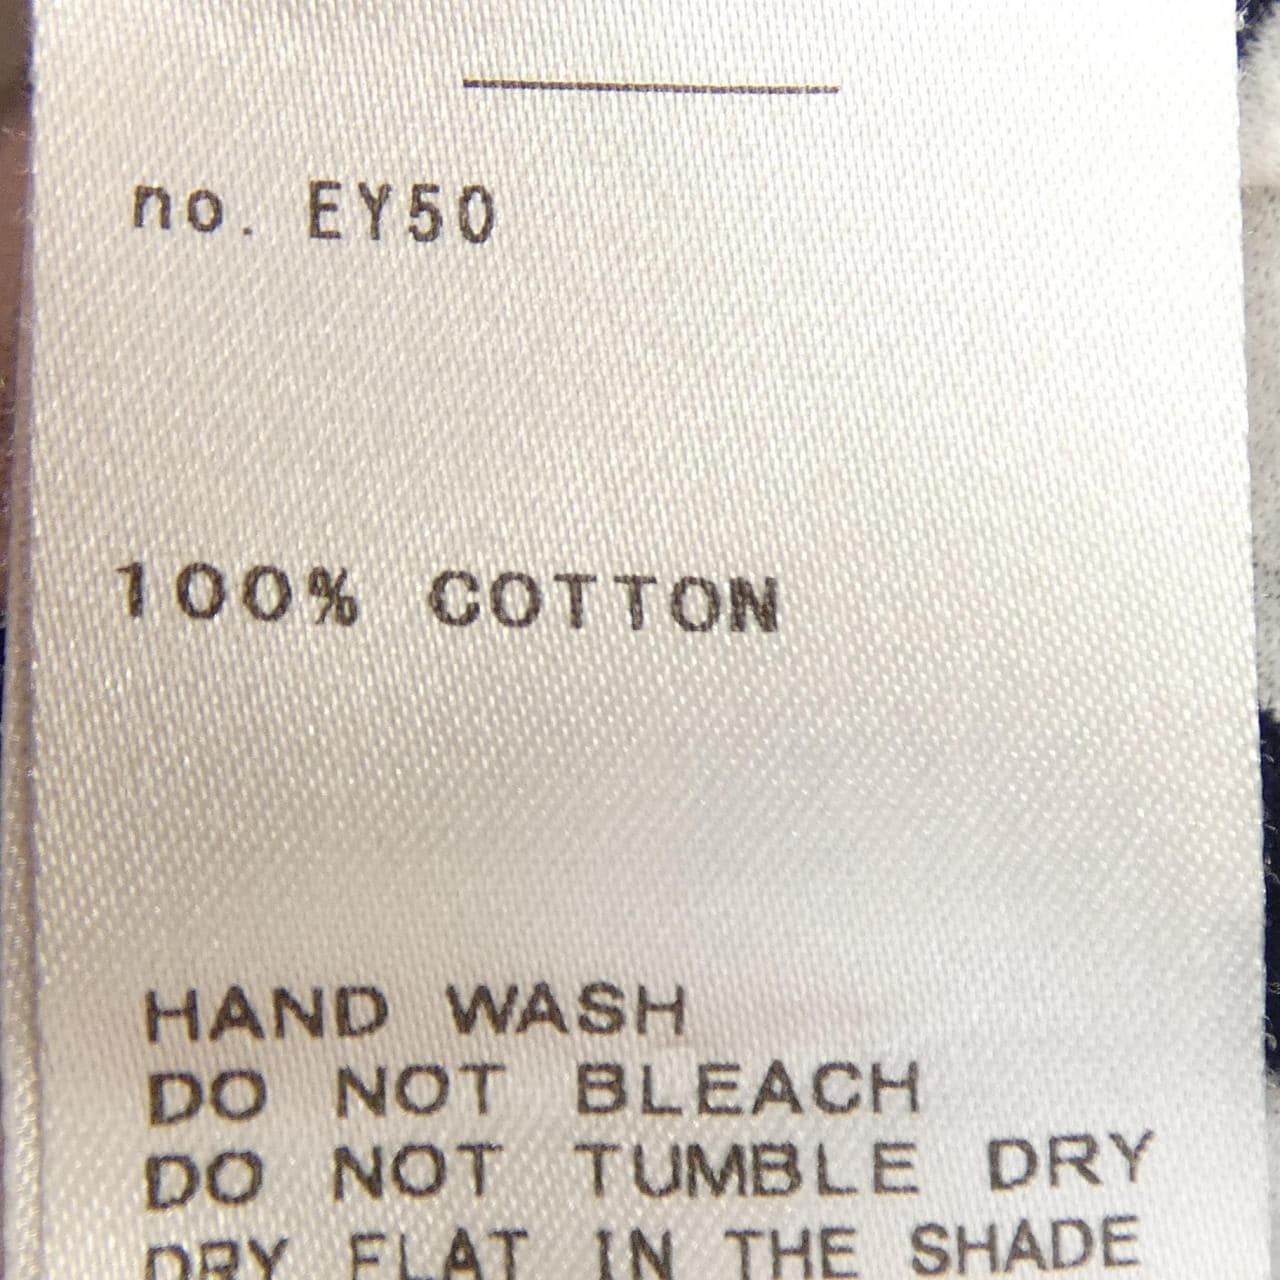 no. EY50
100% COTTON
HAND WASH
DO NOT BLEACH
DO NOT TUMBLE DRY
DRY FLAT IN THE SHADE